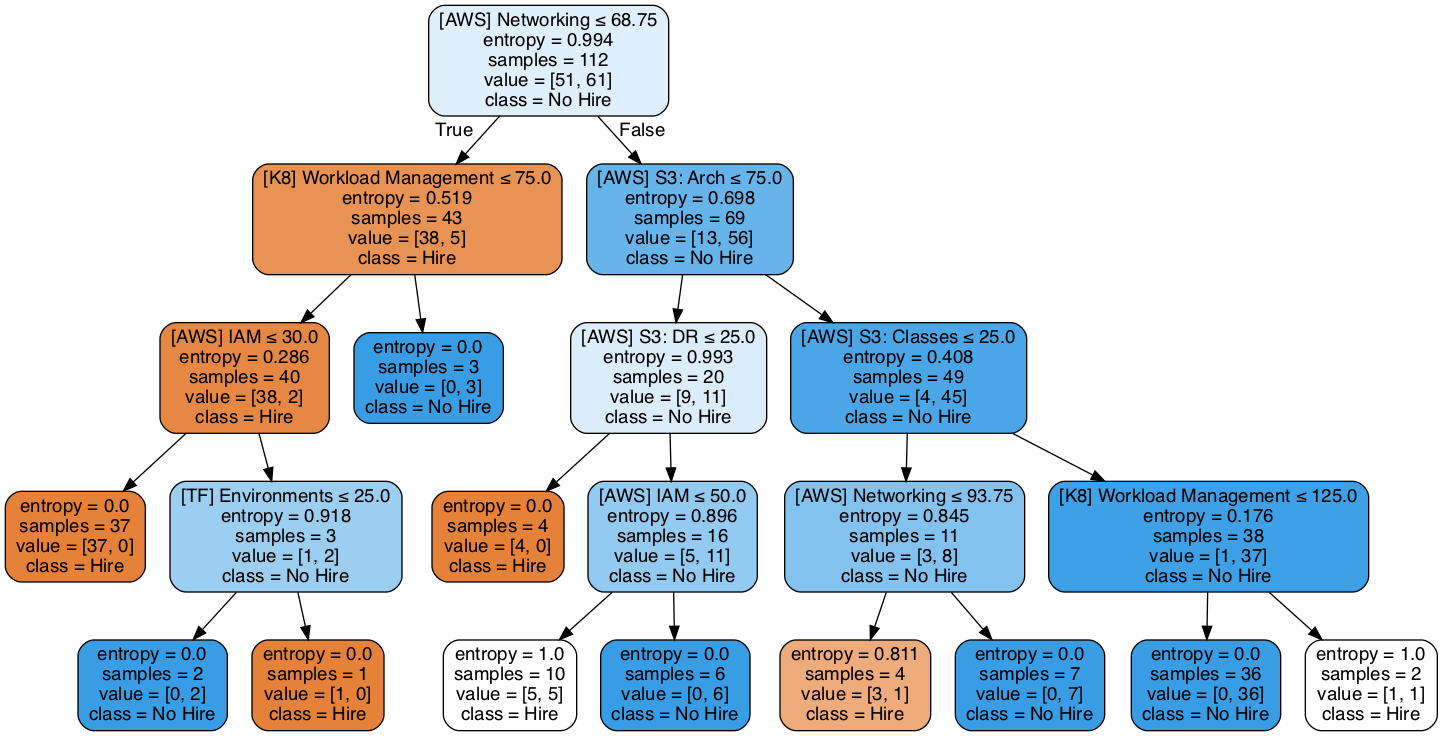 [AWS] Networking ≤ 68.75
entropy = 0.994
samples = 112
value = [51, 61]
class = No Hire
True
False
[K8] Workload Management ≤ 75.0
entropy = 0.519
samples = 43
value = [38, 5]
class = Hire
[AWS] S3: Arch ≤ 75.0
entropy = 0.698
samples = 69
value = [13, 56]
class = No Hire
[AWS] IAM ≤ 30.0
entropy = 0.286
samples = 40
value = [38, 2]
class = Hire
entropy = 0.0
samples = 3
value = [0, 3]
class = No Hire
[AWS] S3: DR ≤ 25.0
entropy = 0.993
samples = 20
value = [9, 11]
class = No Hire
[AWS] S3: Classes ≤ 25.0
entropy = 0.408
samples = 49
value = [4, 45]
class = No Hire
entropy = 0.0
samples = 37
value = [37, 0]
class = Hire
[TF] Environments ≤ 25.0
entropy = 0.918
samples = 3
value = [1, 2]
class = No Hire
entropy = 0.0
samples = 4
value = [4, 0]
class = Hire
[AWS] IAM ≤ 50.0
entropy = 0.896
samples = 16
value = [5, 11]
class = No Hire
[AWS] Networking ≤ 93.75
entropy = 0.845
samples = 11
value = [3, 8]
class = No Hire
[K8] Workload Management ≤ 125.0
entropy = 0.176
samples = 38
value = [1, 37]
class = No Hire
entropy = 0.0
samples = 2
value = [0, 2]
class = No Hire
entropy = 0.0
samples = 1
value = [1, 0]
class = Hire
entropy = 1.0
samples = 10
value = [5, 5]
class = Hire
entropy = 0.0
samples = 6
value = [0, 6]
class = No Hire
entropy = 0.811
samples = 4
value = [3, 1]
class = Hire
entropy = 0.0
samples = 7
value = [0, 7]
class = No Hire
entropy = 0.0
samples = 36
value = [0, 36]
class = No Hire
entropy = 1.0
samples = 2
value = [1, 1]
class = Hire